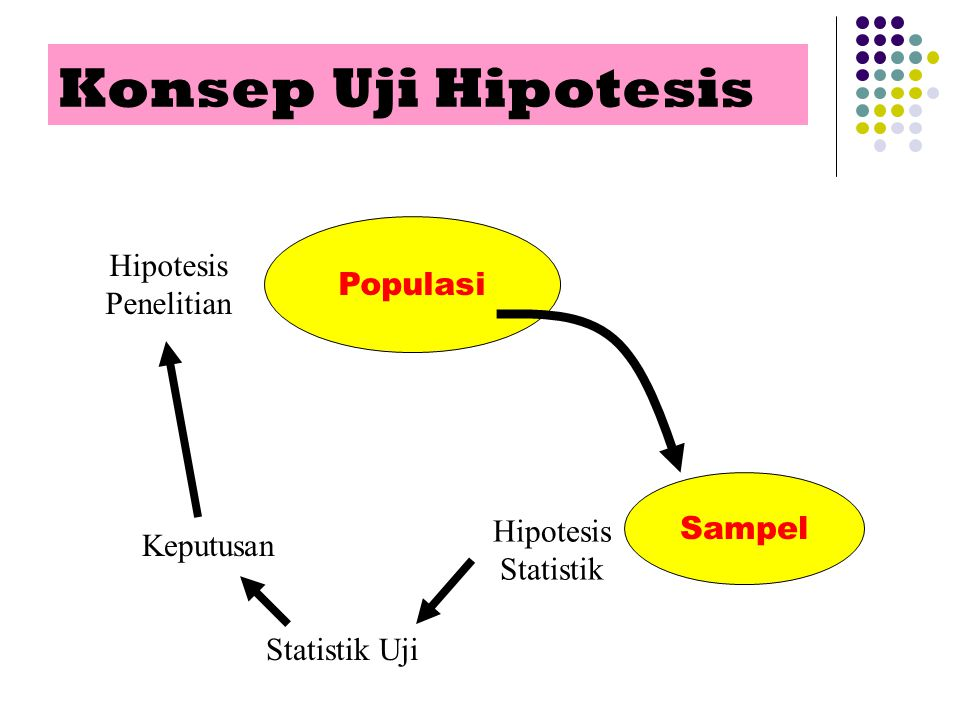 Konsep Uji Hipotesis
Hipotesis
Penelitian
Populasi
Sampel
Hipotesis
Statistik
Keputusan
Statistik Uji